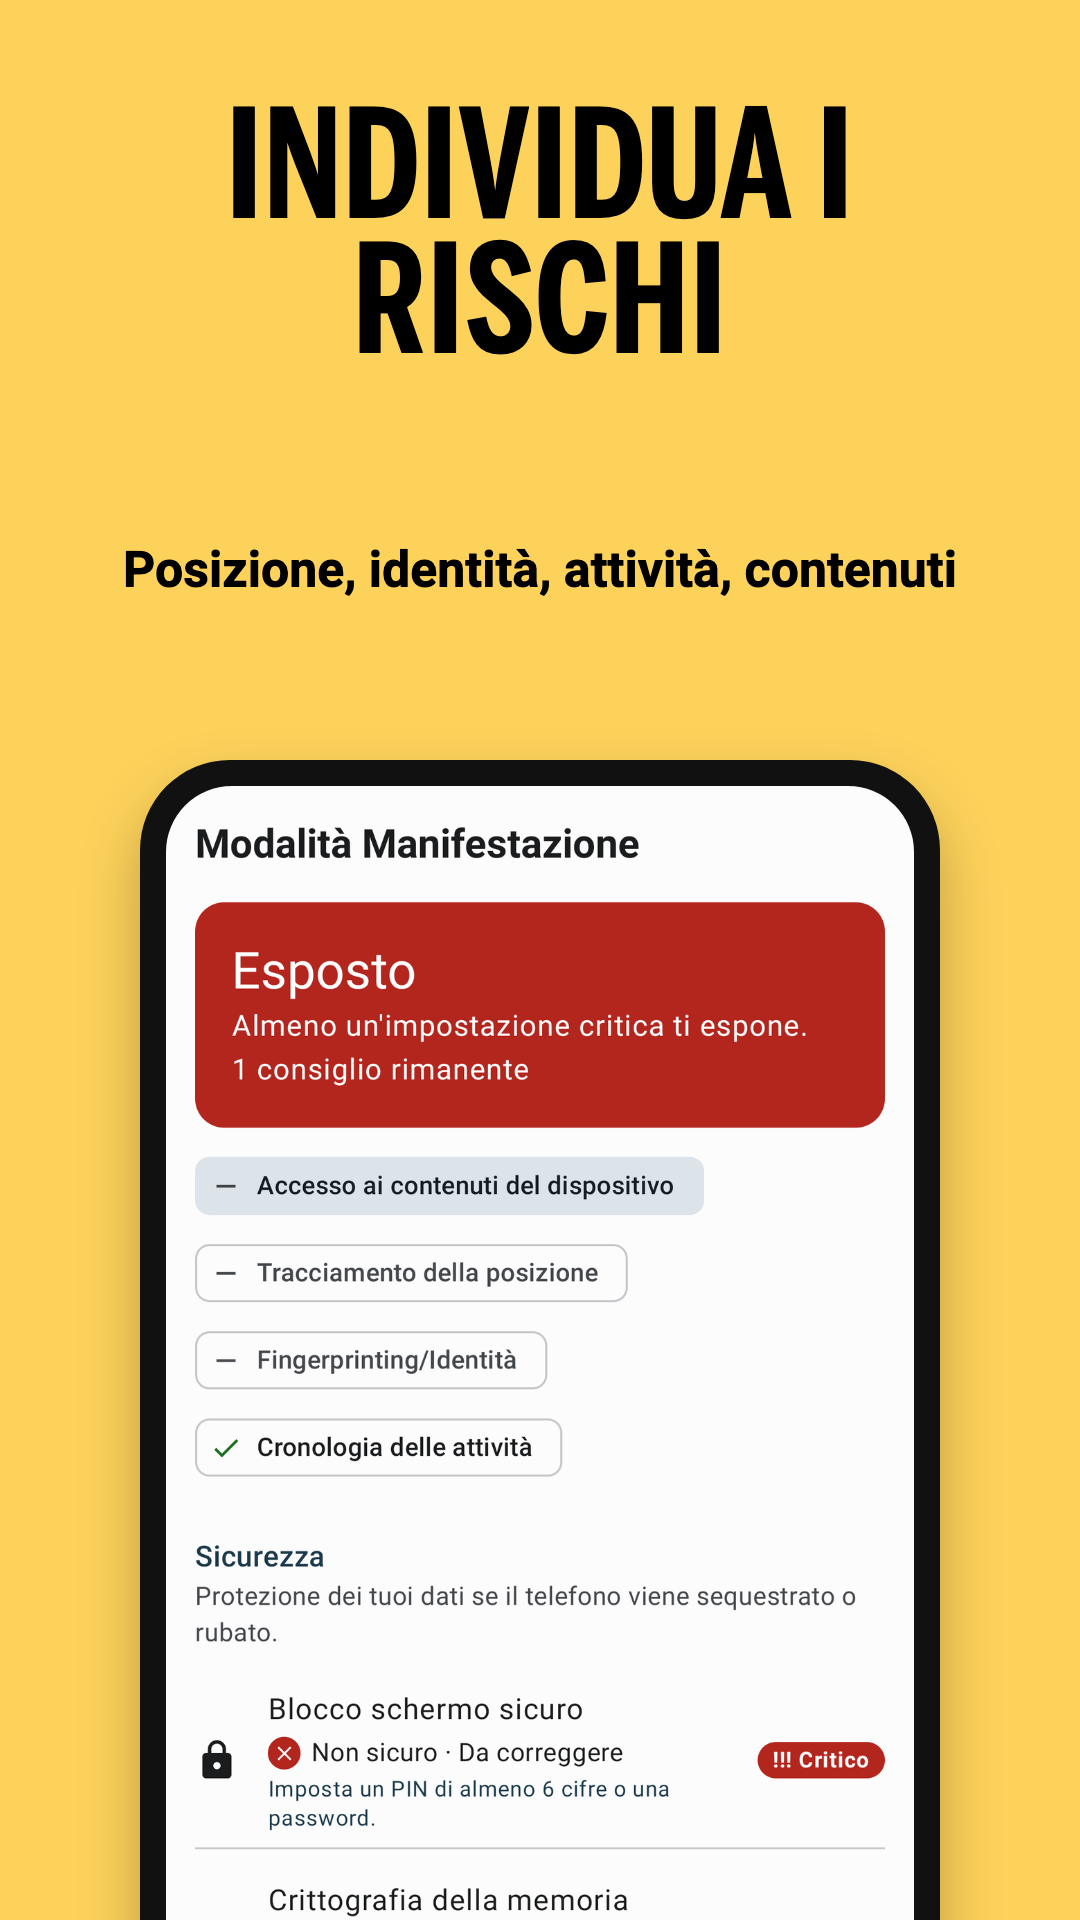 INDIVIDUA I
RISCHI
Posizione, identità, attività, contenuti
Modalità Manifestazione
Esposto
Almeno un'impostazione critica ti espone.
1 consiglio rimanente
Accesso ai contenuti del dispositivo
Tracciamento della posizione
Fingerprinting/Identità
Cronologia delle attività
Sicurezza
Protezione dei tuoi dati se il telefono viene sequestrato o
rubato.
Blocco schermo sicuro
Non sicuro · Da correggere
!!! Critico
Imposta un PIN di almeno 6 cifre o una
password.
Crittografia della memoria